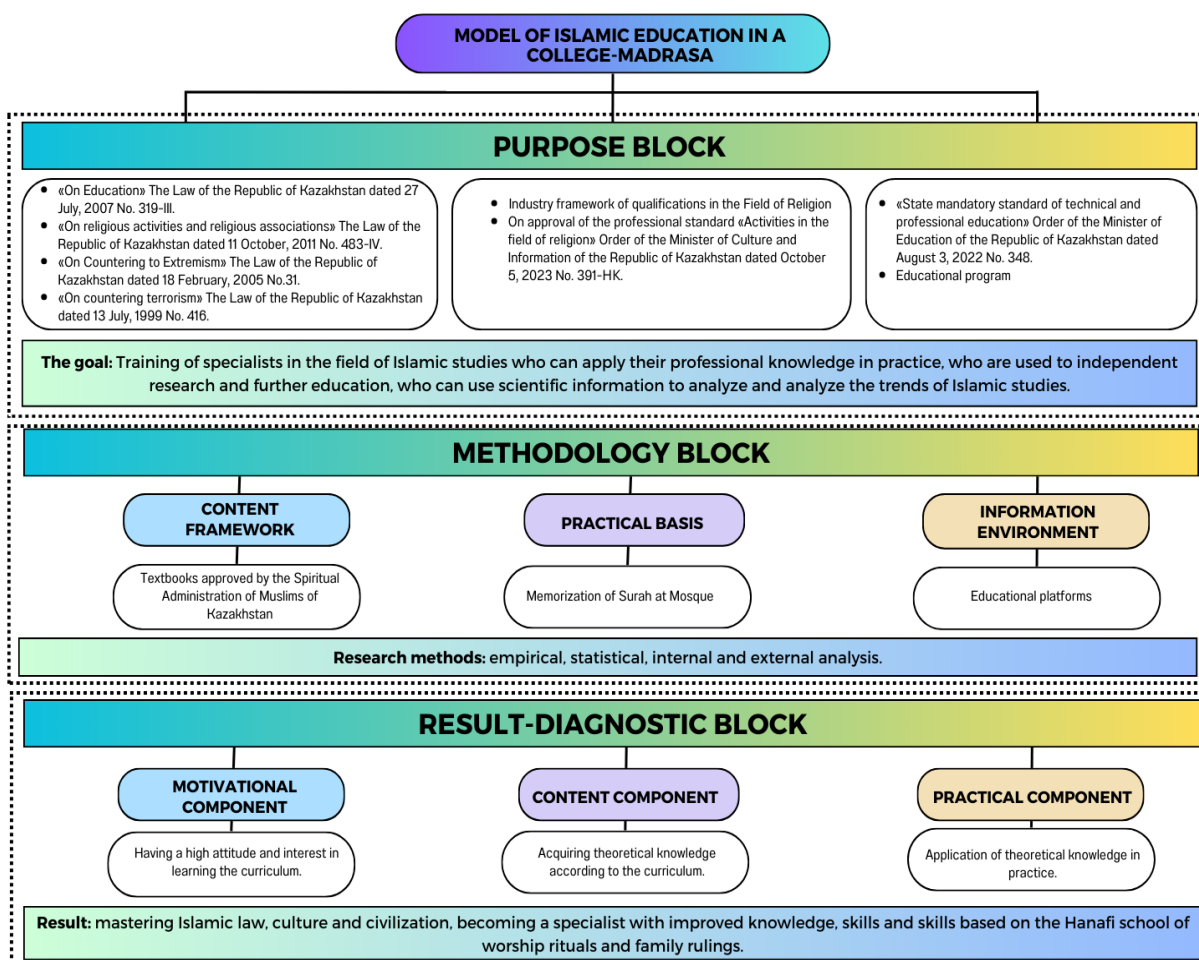 MODEL OF ISLAMIC EDUCATION IN A
COLLEGE-MADRASA
PURPOSE BLOCK
• «On Education» The Law of the Republic of Kazakhstan dated 27
July, 2007 No. 319-III.
• «On religious activities and religious associations» The Law of the
Republic of Kazakhstan dated 11 October, 2011 No. 483-IV.
• «On Countering to Extremism» The Law of the Republic of
Kazakhstan dated 18 February, 2005 No.31.
• «On countering terrorism» The Law of the Republic of Kazakhstan
dated 13 July, 1999 No. 416.
• Industry framework of qualifications in the Field of Religion
• On approval of the professional standard «Activities in the
field of religion» Order of the Minister of Culture and
Information of the Republic of Kazakhstan dated October
5, 2023 No. 391-HK.
• «State mandatory standard of technical and
professional education» Order of the Minister of
Education of the Republic of Kazakhstan dated
August 3, 2022 No. 348.
• Educational program
The goal: Training of specialists in the field of Islamic studies who can apply their professional knowledge in practice, who are used to independent
research and further education, who can use scientific information to analyze and analyze the trends of Islamic studies.
METHODOLOGY BLOCK
CONTENT
FRAMEWORK
Textbooks approved by the Spiritual
Administration of Muslims of
Kazakhstan
PRACTICAL BASIS
Memorization of Surah at Mosque
INFORMATION
ENVIRONMENT
Educational platforms
Research methods: empirical, statistical, internal and external analysis.
RESULT-DIAGNOSTIC BLOCK
MOTIVATIONAL
COMPONENT
Having a high attitude and interest in
learning the curriculum.
CONTENT COMPONENT
Acquiring theoretical knowledge
according to the curriculum.
PRACTICAL COMPONENT
Application of theoretical knowledge in
practice.
Result: mastering Islamic law, culture and civilization, becoming a specialist with improved knowledge, skills and skills based on the Hanafi school of
worship rituals and family rulings.